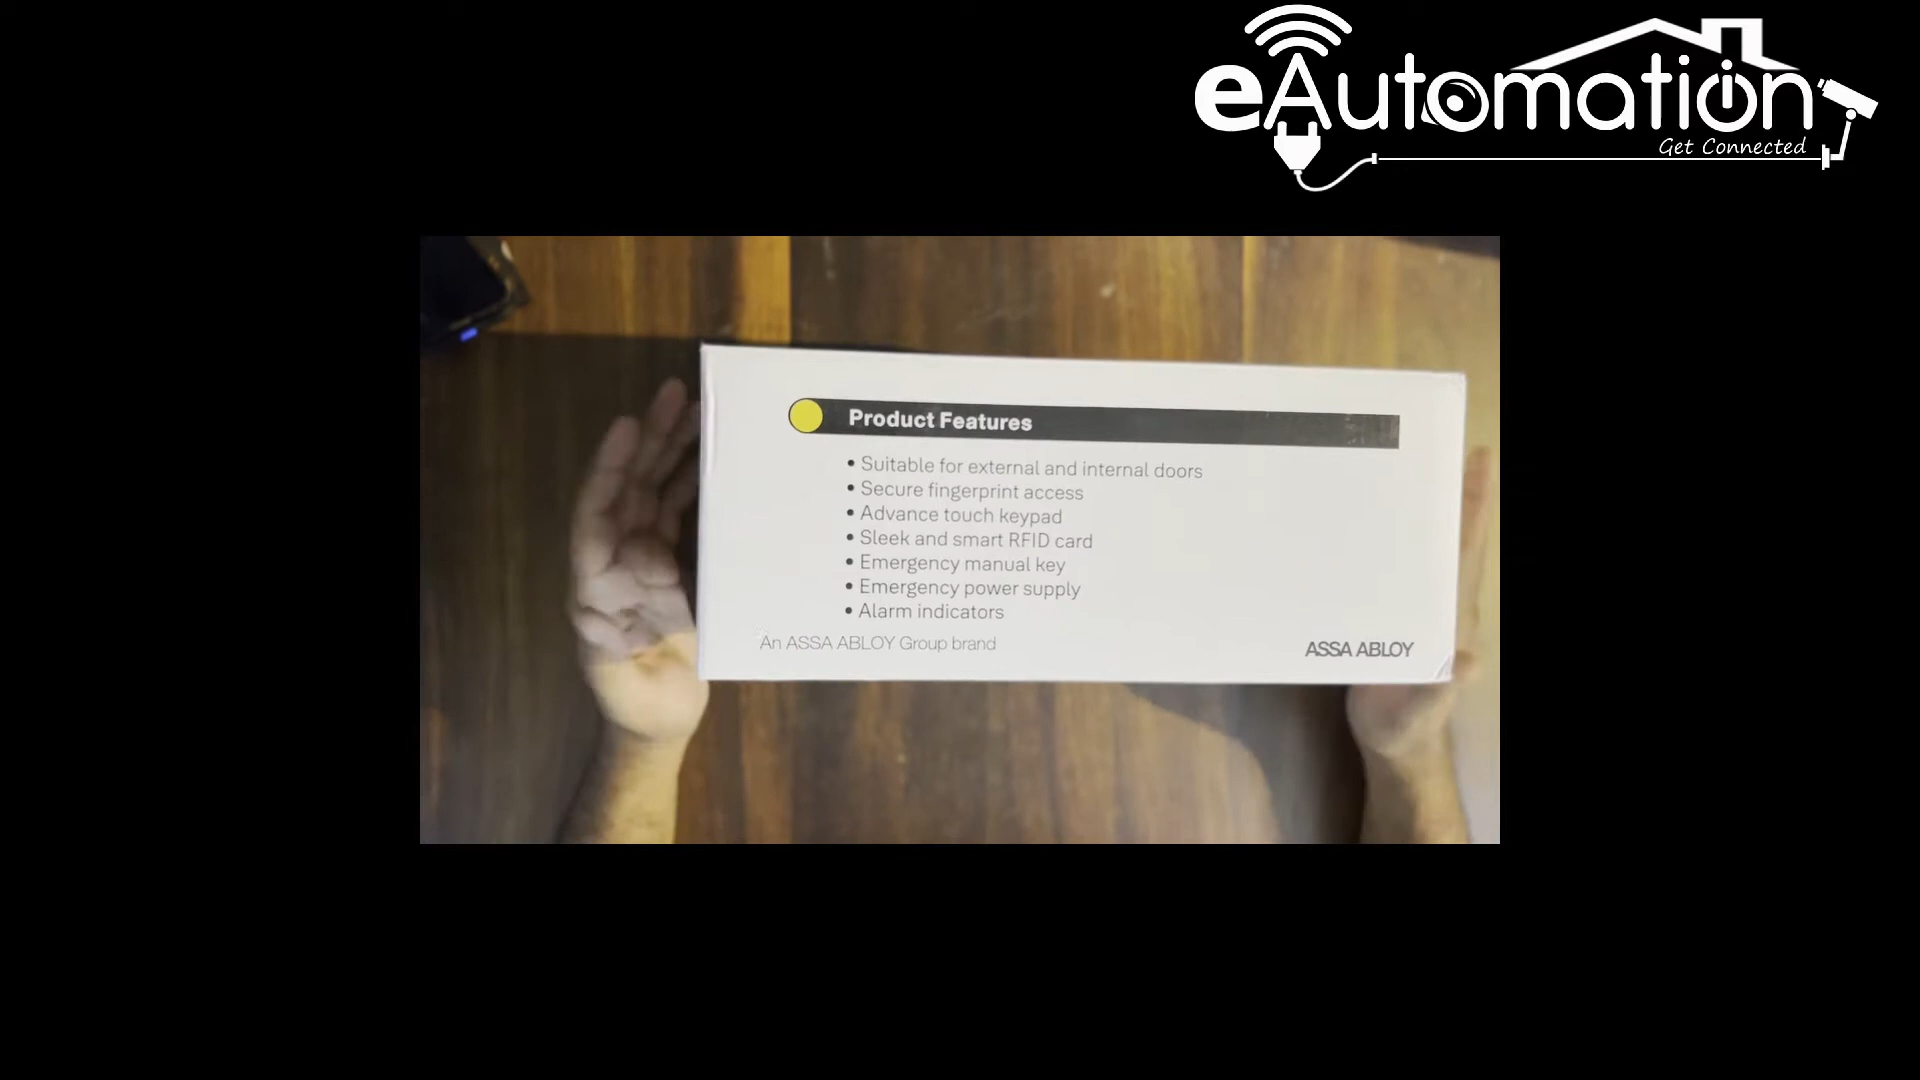 eAutomation
Get Connected
Product Features
• Suitable for external and internal doors
• Secure fingerprint access
• Advance touch keypad
• Sleek and smart RFID card
• Emergency manual key
• Emergency power supply
• Alarm indicators
An ASSA ABLOY Group brand
ASSA ABLOY